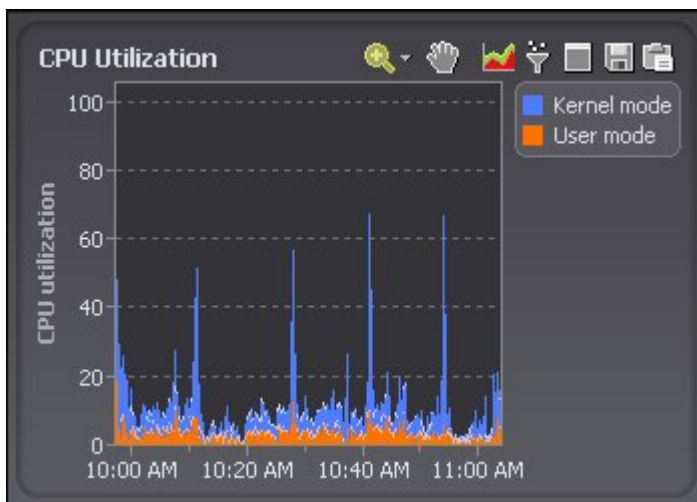 CPU Utilization
Kernel mode
User mode
CPU utilization
100
80
60
40
20
0
10:00 AM 10:20 AM 10:40 AM 11:00 AM